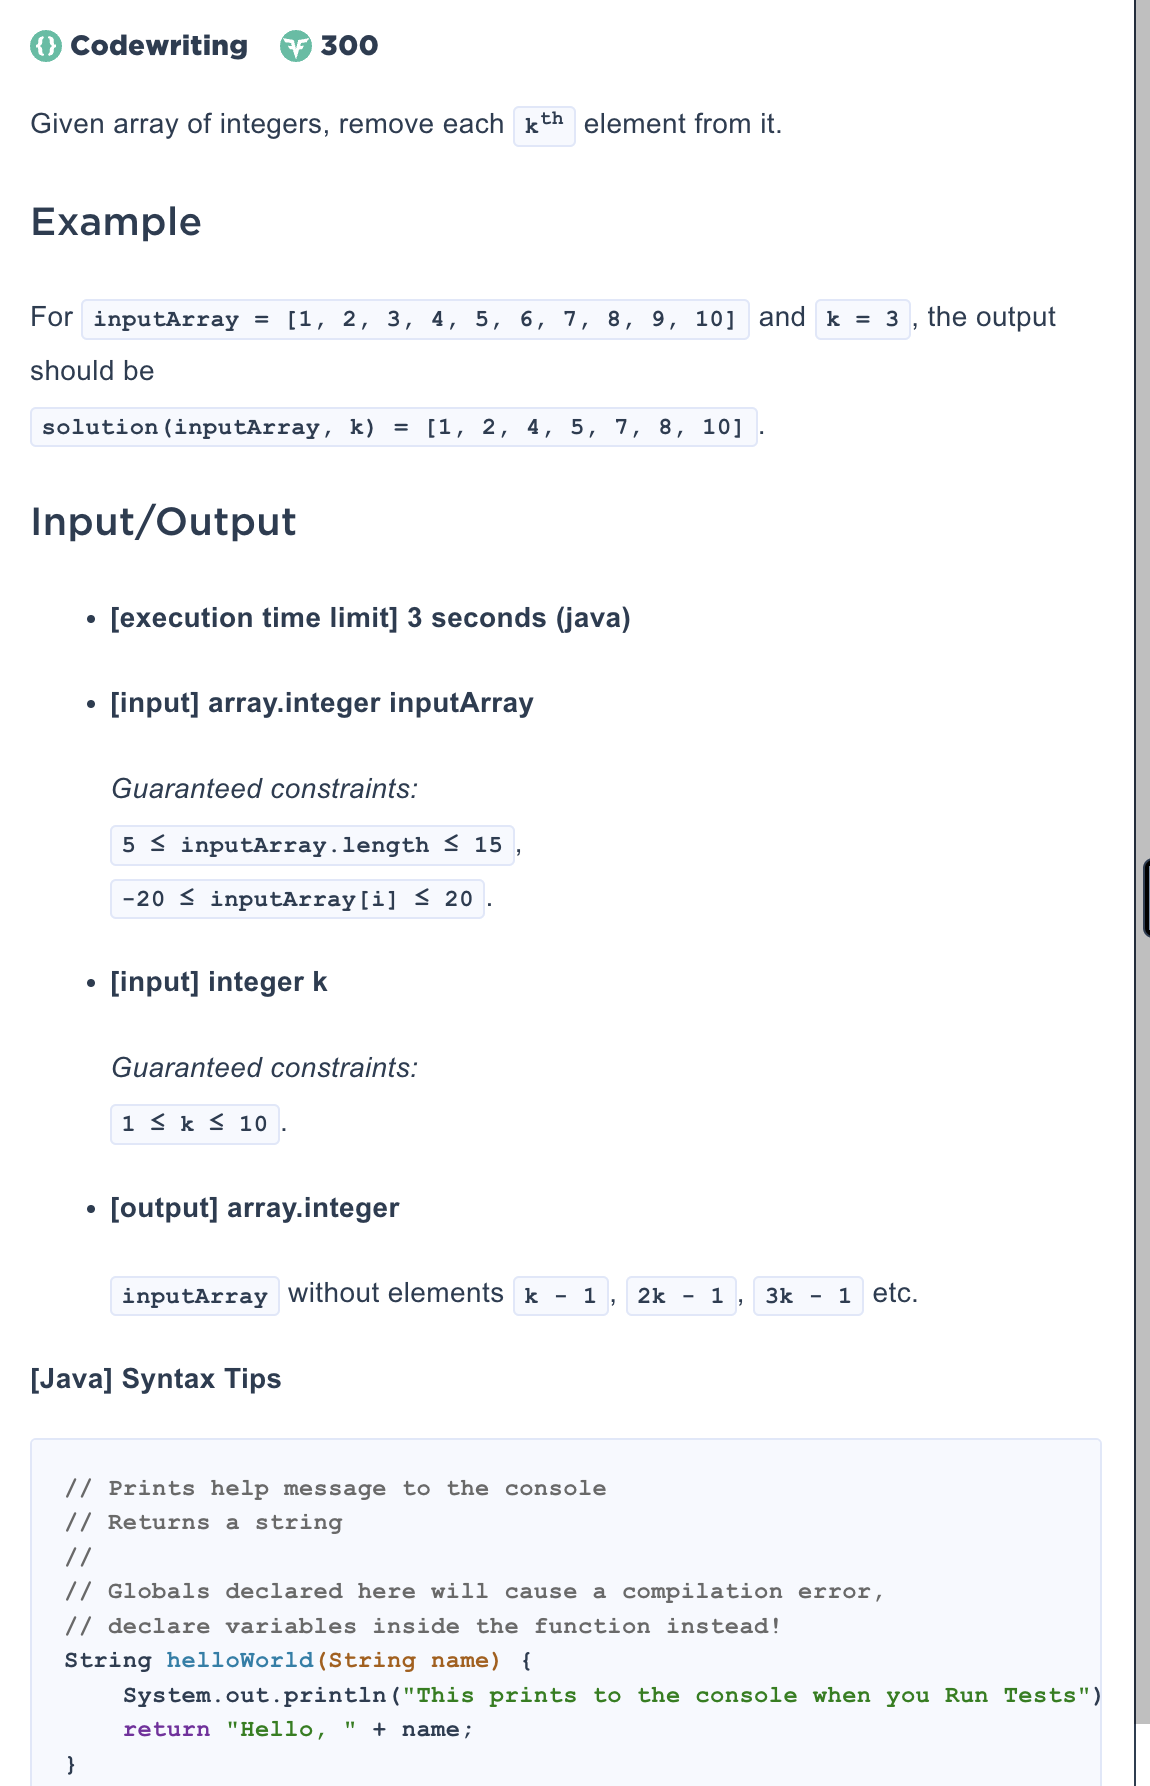 Codewriting 300
Given array of integers, remove each kth element from it.
Example
For inputArray = [1, 2, 3, 4, 5, 6, 7, 8, 9, 10] and k = 3, the output
should be
solution(inputArray, k) = [1, 2, 4, 5, 7, 8, 10].
Input/Output
• [execution time limit] 3 seconds (java)
• [input] array.integer inputArray
Guaranteed constraints:
5 ≤ inputArray.length ≤ 15,
-20 ≤ inputArray[i] ≤ 20.
• [input] integer k
Guaranteed constraints:
1 ≤ k ≤ 10.
• [output] array.integer
inputArray without elements k - 1, 2k - 1, 3k - 1 etc.
[Java] Syntax Tips
// Prints help message to the console
// Returns a string
//
// Globals declared here will cause a compilation error,
// declare variables inside the function instead!
String helloWorld(String name) {
System.out.println("This prints to the console when you Run Tests")
return "Hello, " + name;
}